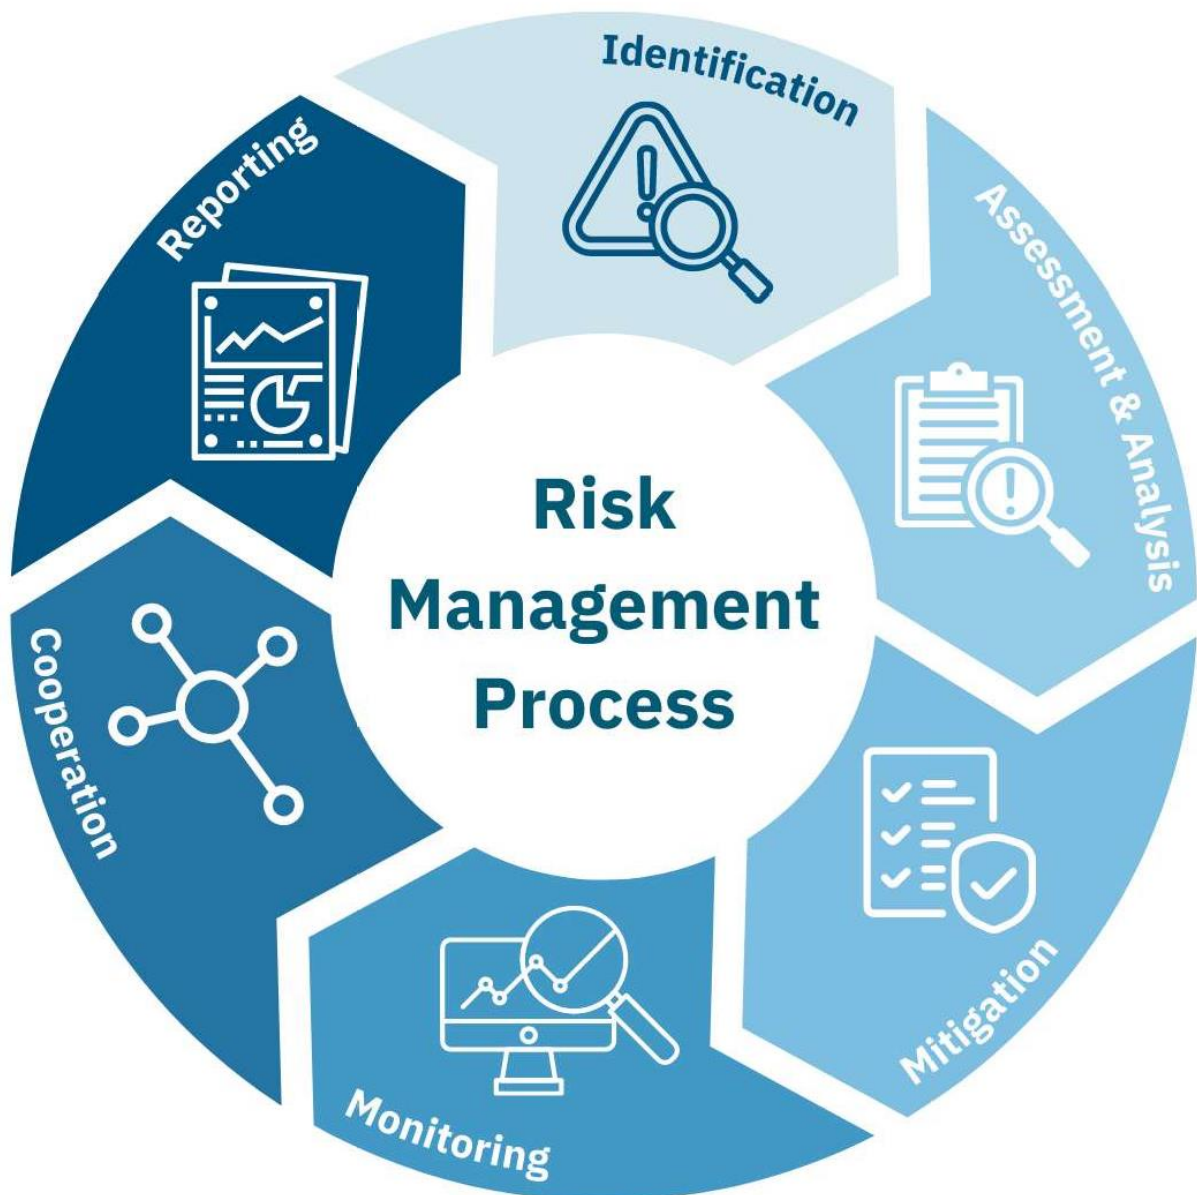 Risk
Management
Process
Identification
Assessment & Analysis
Mitigation
Monitoring
Cooperation
Reporting